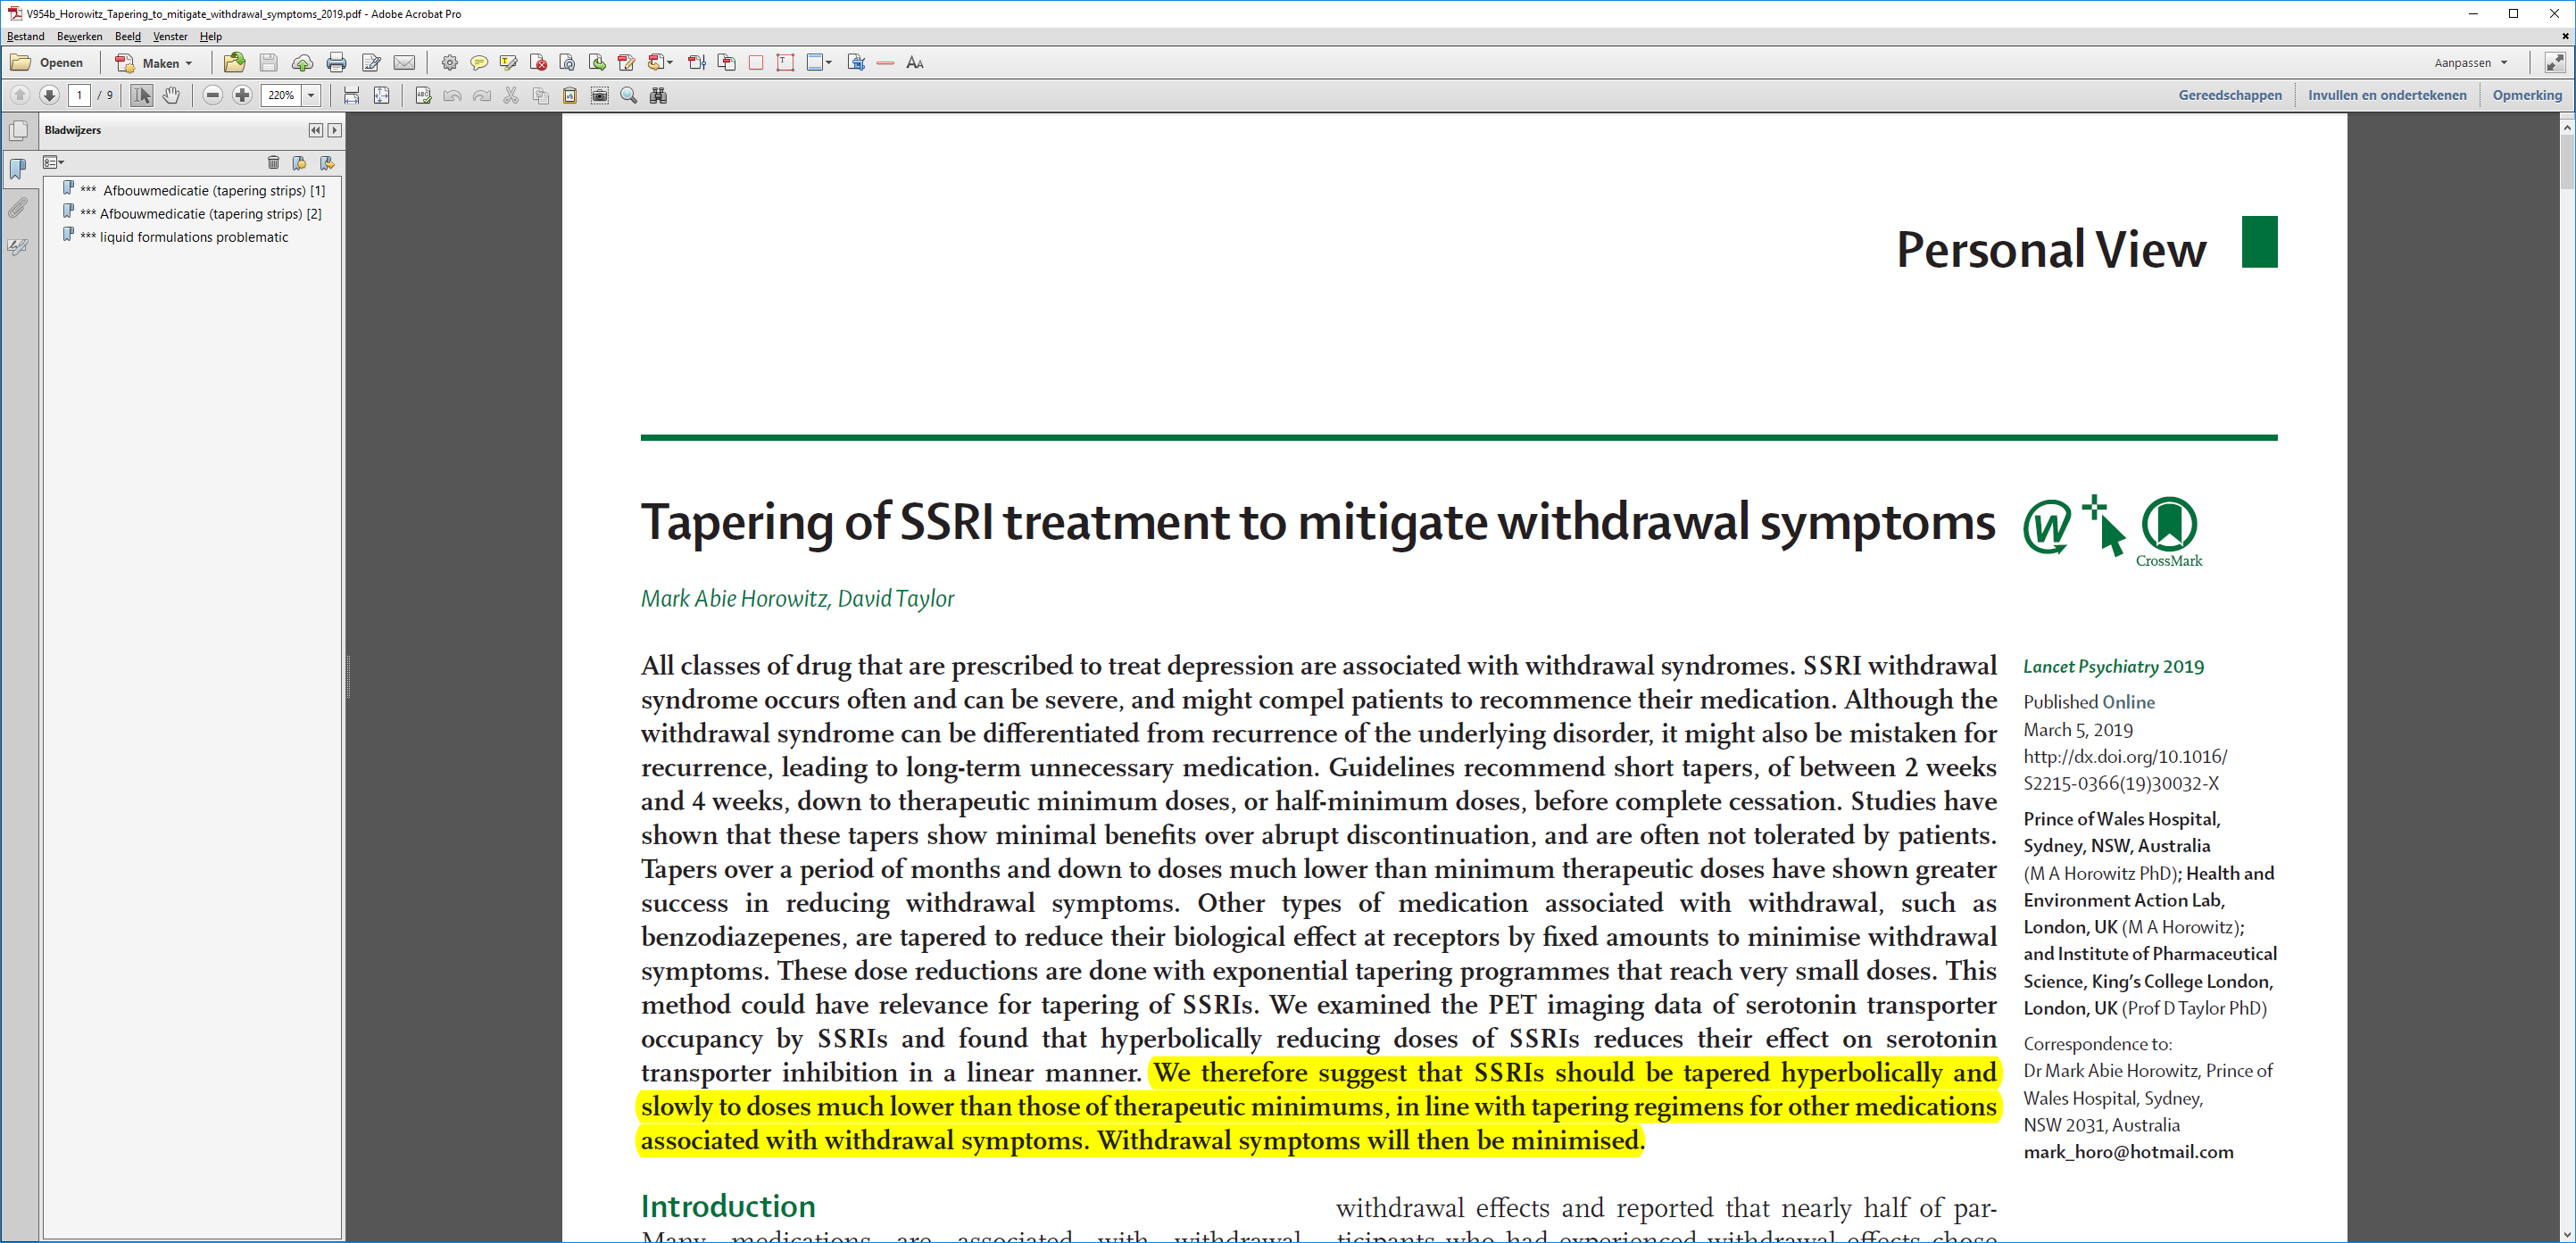 V954b_Horowitz_Tapering_to_mitigate_withdrawal_symptoms_2019.pdf - Adobe Acrobat Pro
Bestand Bewerken Beeld Venster Help
Openen Maken Aanpassen
1 / 9 220% Gereedschappen Invullen en ondertekenen Opmerking
Bladwijzers
*** Afbouwmedicatie (tapering strips) [1]
*** Afbouwmedicatie (tapering strips) [2]
*** liquid formulations problematic
Personal View
Tapering of SSRI treatment to mitigate withdrawal symptoms
CrossMark
Mark Abie Horowitz, David Taylor
All classes of drug that are prescribed to treat depression are associated with withdrawal syndromes. SSRI withdrawal
syndrome occurs often and can be severe, and might compel patients to recommence their medication. Although the
withdrawal syndrome can be differentiated from recurrence of the underlying disorder, it might also be mistaken for
recurrence, leading to long-term unnecessary medication. Guidelines recommend short tapers, of between 2 weeks
and 4 weeks, down to therapeutic minimum doses, or half-minimum doses, before complete cessation. Studies have
shown that these tapers show minimal benefits over abrupt discontinuation, and are often not tolerated by patients.
Tapers over a period of months and down to doses much lower than minimum therapeutic doses have shown greater
success in reducing withdrawal symptoms. Other types of medication associated with withdrawal, such as
benzodiazepenes, are tapered to reduce their biological effect at receptors by fixed amounts to minimise withdrawal
symptoms. These dose reductions are done with exponential tapering programmes that reach very small doses. This
method could have relevance for tapering of SSRIs. We examined the PET imaging data of serotonin transporter
occupancy by SSRIs and found that hyperbolically reducing doses of SSRIs reduces their effect on serotonin
transporter inhibition in a linear manner. We therefore suggest that SSRIs should be tapered hyperbolically and
slowly to doses much lower than those of therapeutic minimums, in line with tapering regimens for other medications
associated with withdrawal symptoms. Withdrawal symptoms will then be minimised.
Lancet Psychiatry 2019
Published Online
March 5, 2019
http://dx.doi.org/10.1016/
S2215-0366(19)30032-X
Prince of Wales Hospital,
Sydney, NSW, Australia
(M A Horowitz PhD); Health and
Environment Action Lab,
London, UK (M A Horowitz);
and Institute of Pharmaceutical
Science, King's College London,
London, UK (Prof D Taylor PhD)
Correspondence to:
Dr Mark Abie Horowitz, Prince of
Wales Hospital, Sydney,
NSW 2031, Australia
mark_horo@hotmail.com
Introduction
Many medications are associated with withdrawal
withdrawal effects and reported that nearly half of par-
ticipants who had experienced withdrawal effects chose